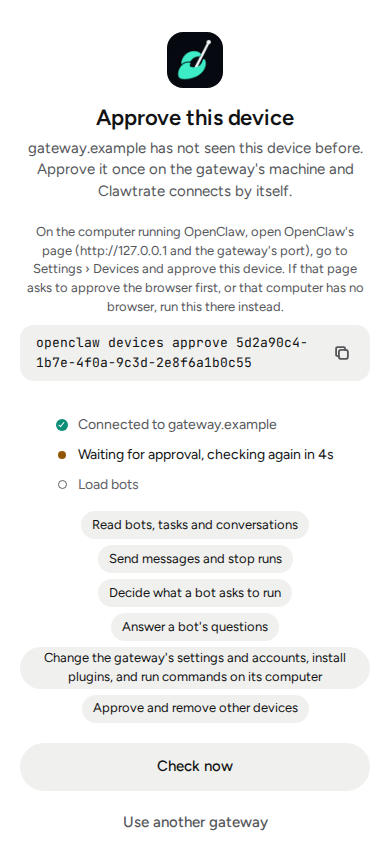 Approve this device
gateway.example has not seen this device before.
Approve it once on the gateway's machine and
Clawtrate connects by itself.
On the computer running OpenClaw, open OpenClaw's
page (http://127.0.0.1 and the gateway's port), go to
Settings › Devices and approve this device. If that page
asks to approve the browser first, or that computer has no
browser, run this there instead.
openclaw devices approve 5d2a90c4-
1b7e-4f0a-9c3d-2e8f6a1b0c55
Connected to gateway.example
Waiting for approval, checking again in 4s
Load bots
Read bots, tasks and conversations
Send messages and stop runs
Decide what a bot asks to run
Answer a bot's questions
Change the gateway's settings and accounts, install
plugins, and run commands on its computer
Approve and remove other devices
Check now
Use another gateway